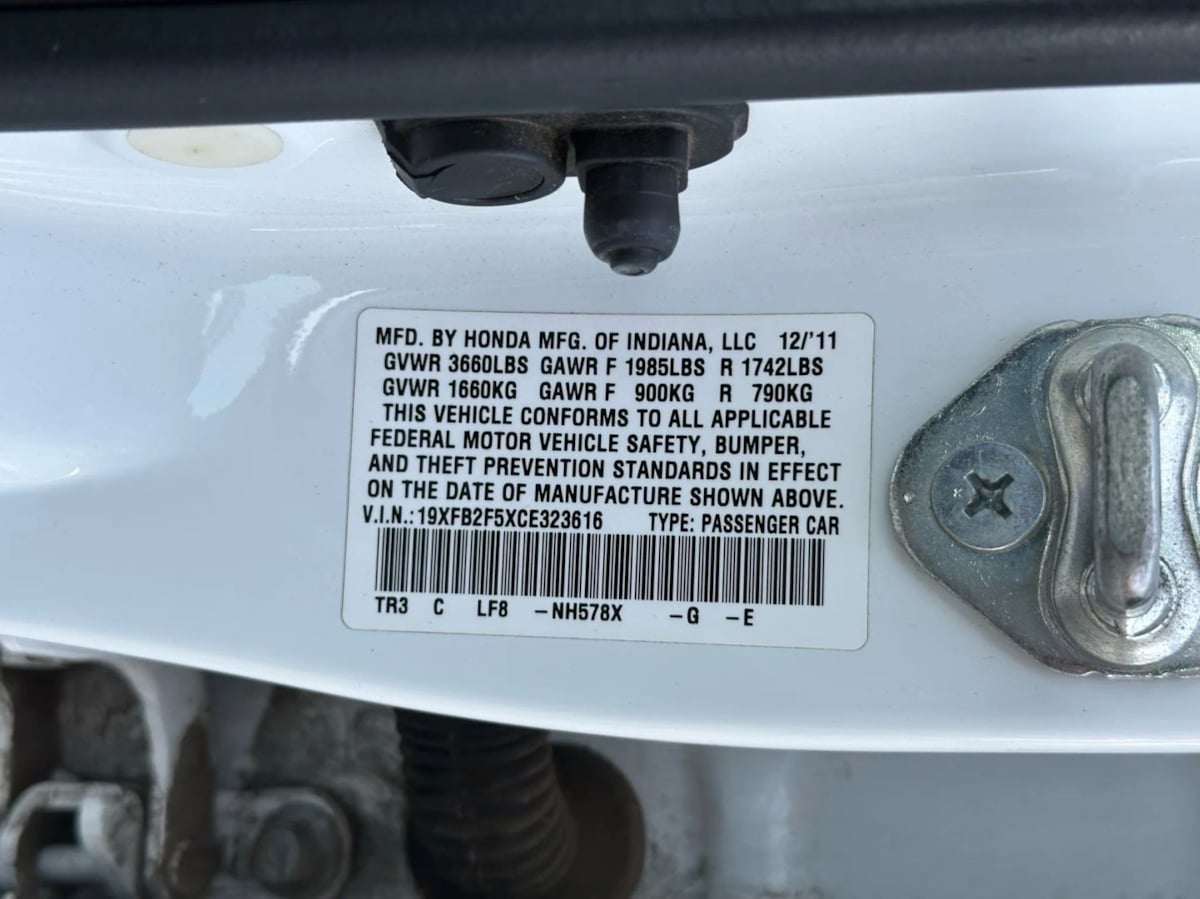 MFD. BY HONDA MFG. OF INDIANA, LLC 12/'11
GVWR 3660LBS GAWR F 1985LBS R 1742LBS
GVWR 1660KG GAWR F 900KG R 790KG
THIS VEHICLE CONFORMS TO ALL APPLICABLE
FEDERAL MOTOR VEHICLE SAFETY, BUMPER,
AND THEFT PREVENTION STANDARDS IN EFFECT
ON THE DATE OF MANUFACTURE SHOWN ABOVE.
V.I.N.:19XFB2F5XCE323616 TYPE: PASSENGER CAR
TR3 C LF8 -NH578X -G -E